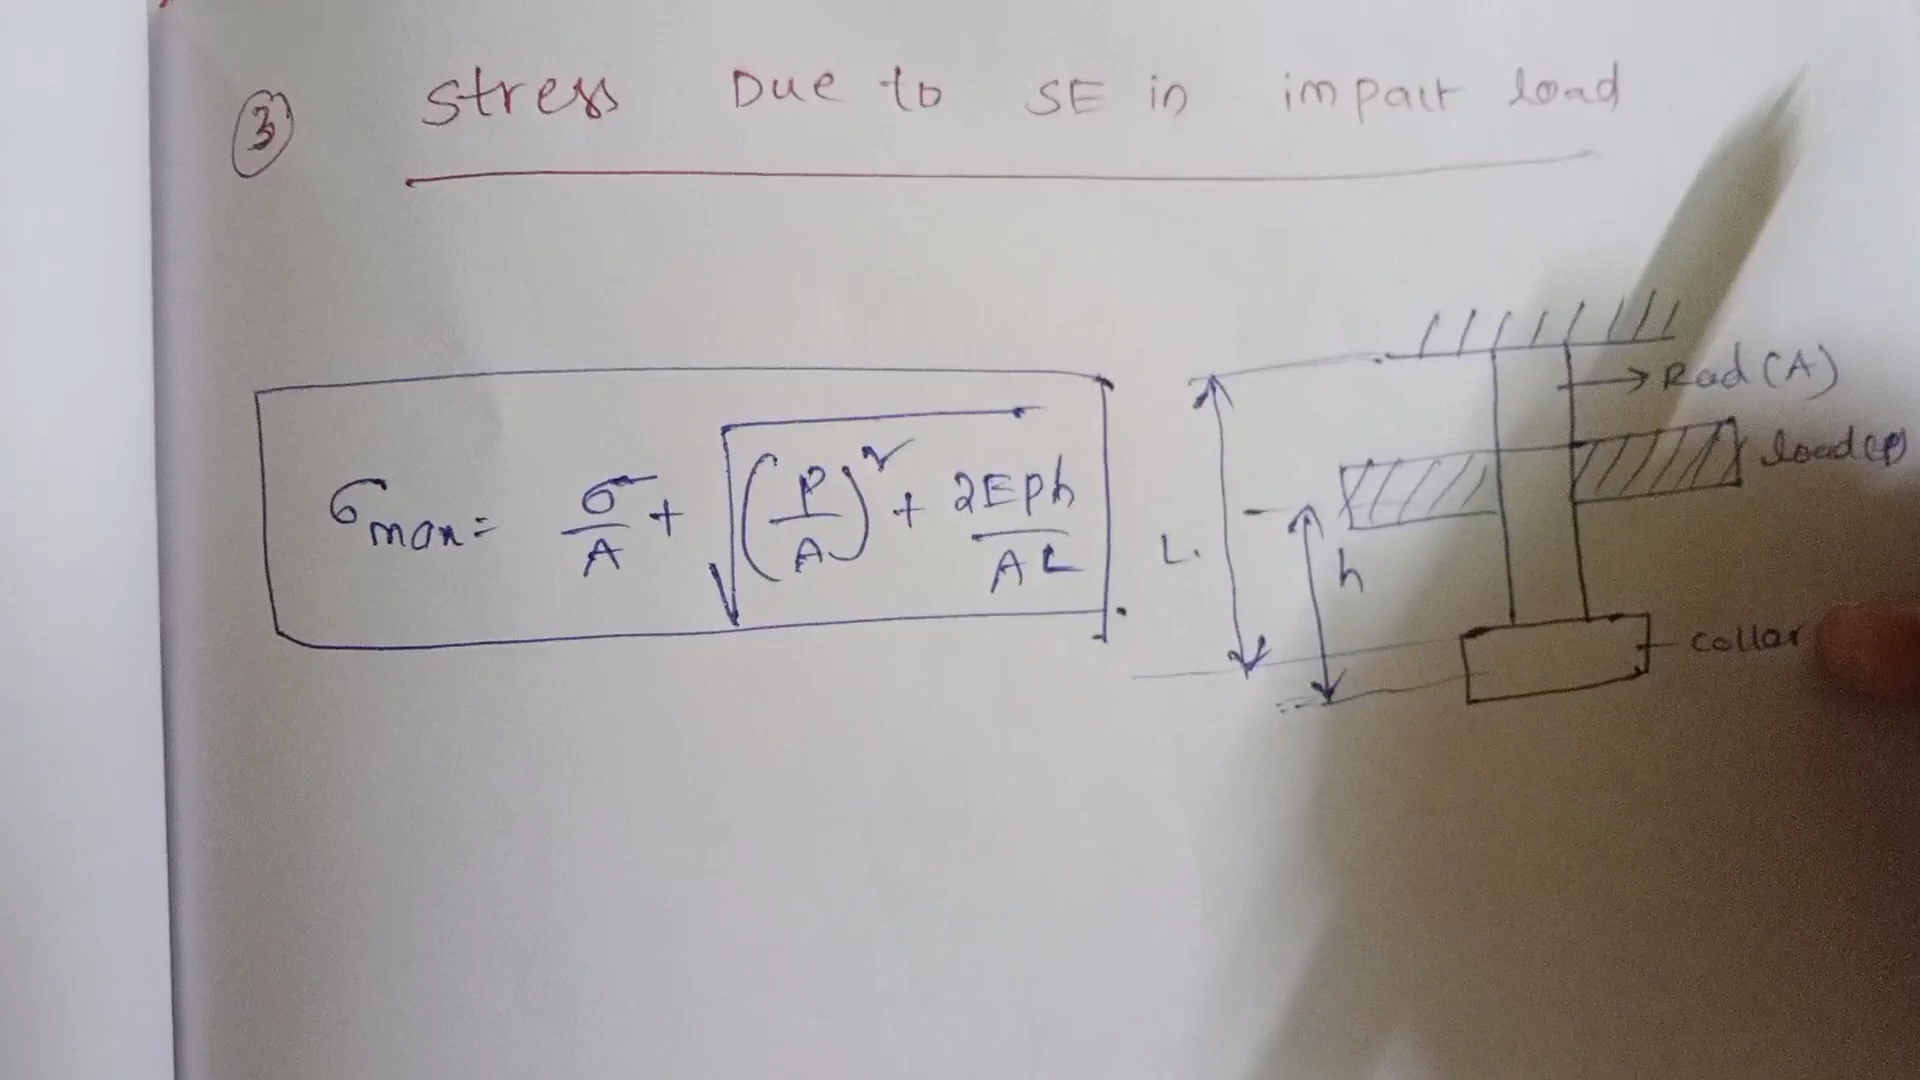 ③ Stress Due to SE in impact load
σmax = σ/A + √((P/A)² + 2EPh/AL)
Rod (A)
load (P)
L.
h
collar